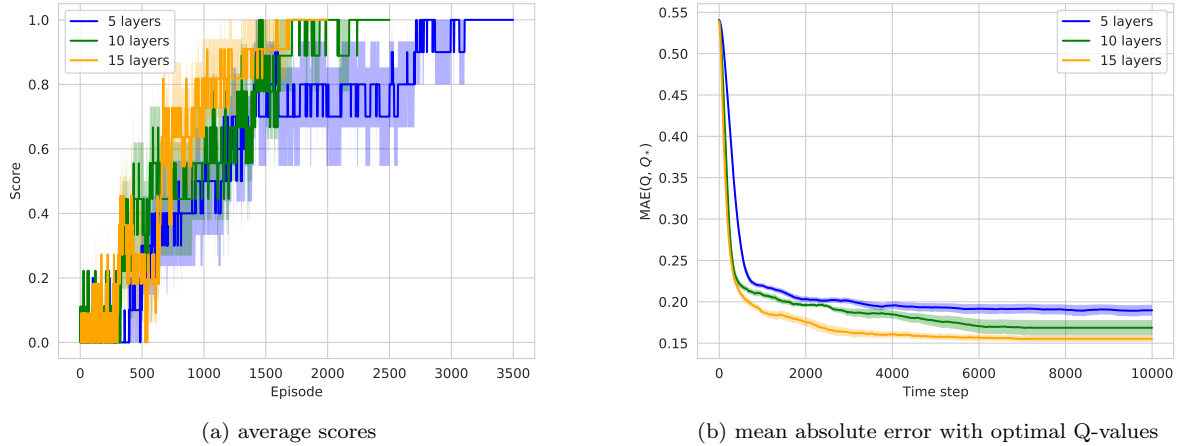 5 layers
10 layers
15 layers
1.0
0.8
0.6
0.4
0.2
0.0
Score
0 500 1000 1500 2000 2500 3000 3500
Episode
(a) average scores
5 layers
10 layers
15 layers
0.55
0.50
0.45
0.40
0.35
0.30
0.25
0.20
0.15
MAE(Q, Q*)
0 2000 4000 6000 8000 10000
Time step
(b) mean absolute error with optimal Q-values